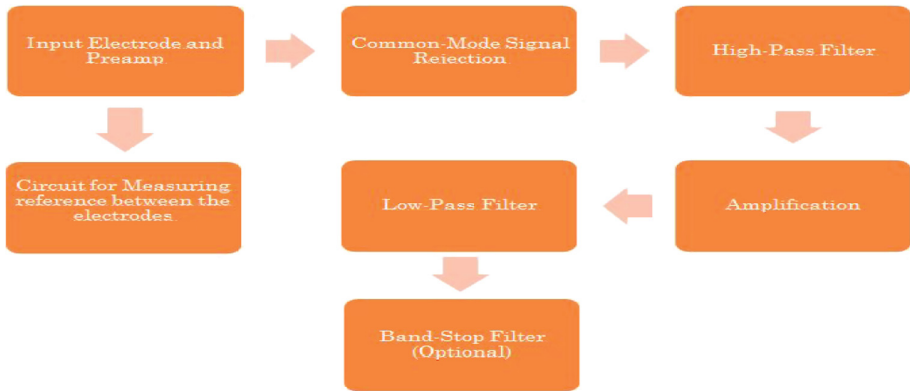 Input Electrode and
Preamp
Common-Mode Signal
Rejection
High-Pass Filter
Circuit for Measuring
reference between the
electrodes
Low-Pass Filter
Amplification
Band-Stop Filter
(Optional)